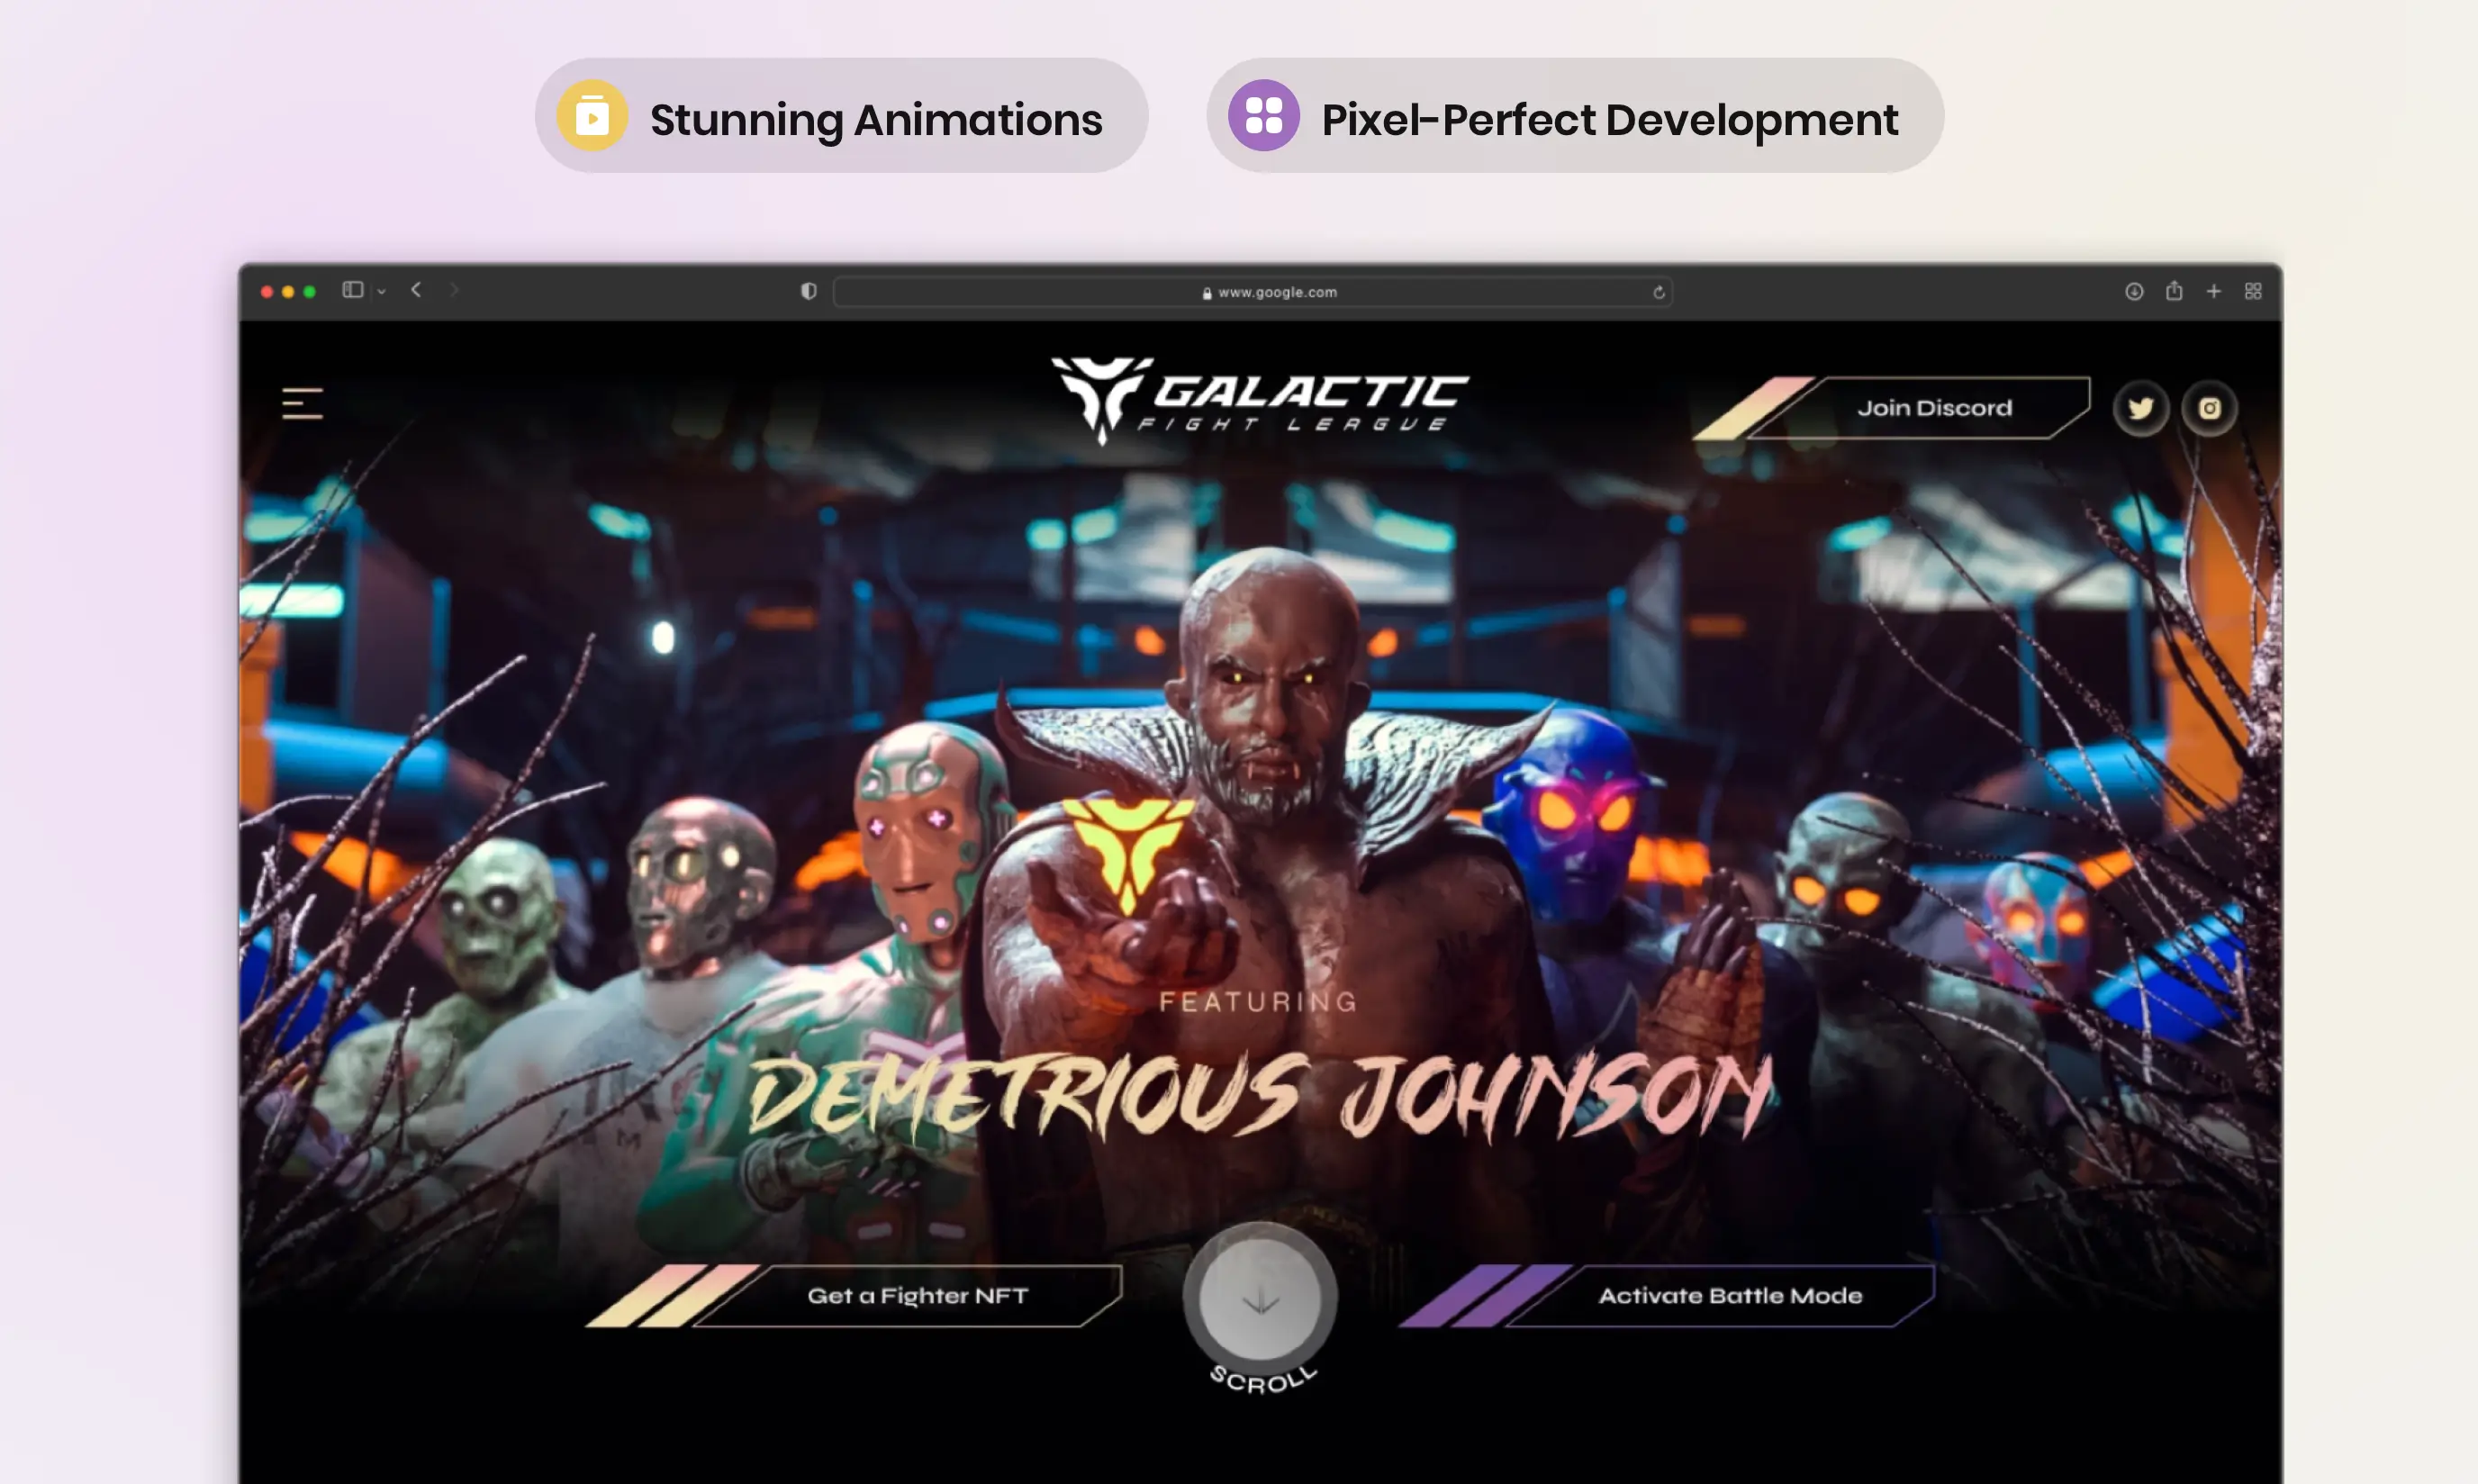 Stunning Animations
Pixel-Perfect Development
www.google.com
GALACTIC
FIGHT LEAGUE
Join Discord
FEATURING
DEMETRIOUS JOHNSON
Get a Fighter NFT
Activate Battle Mode
SCROLL